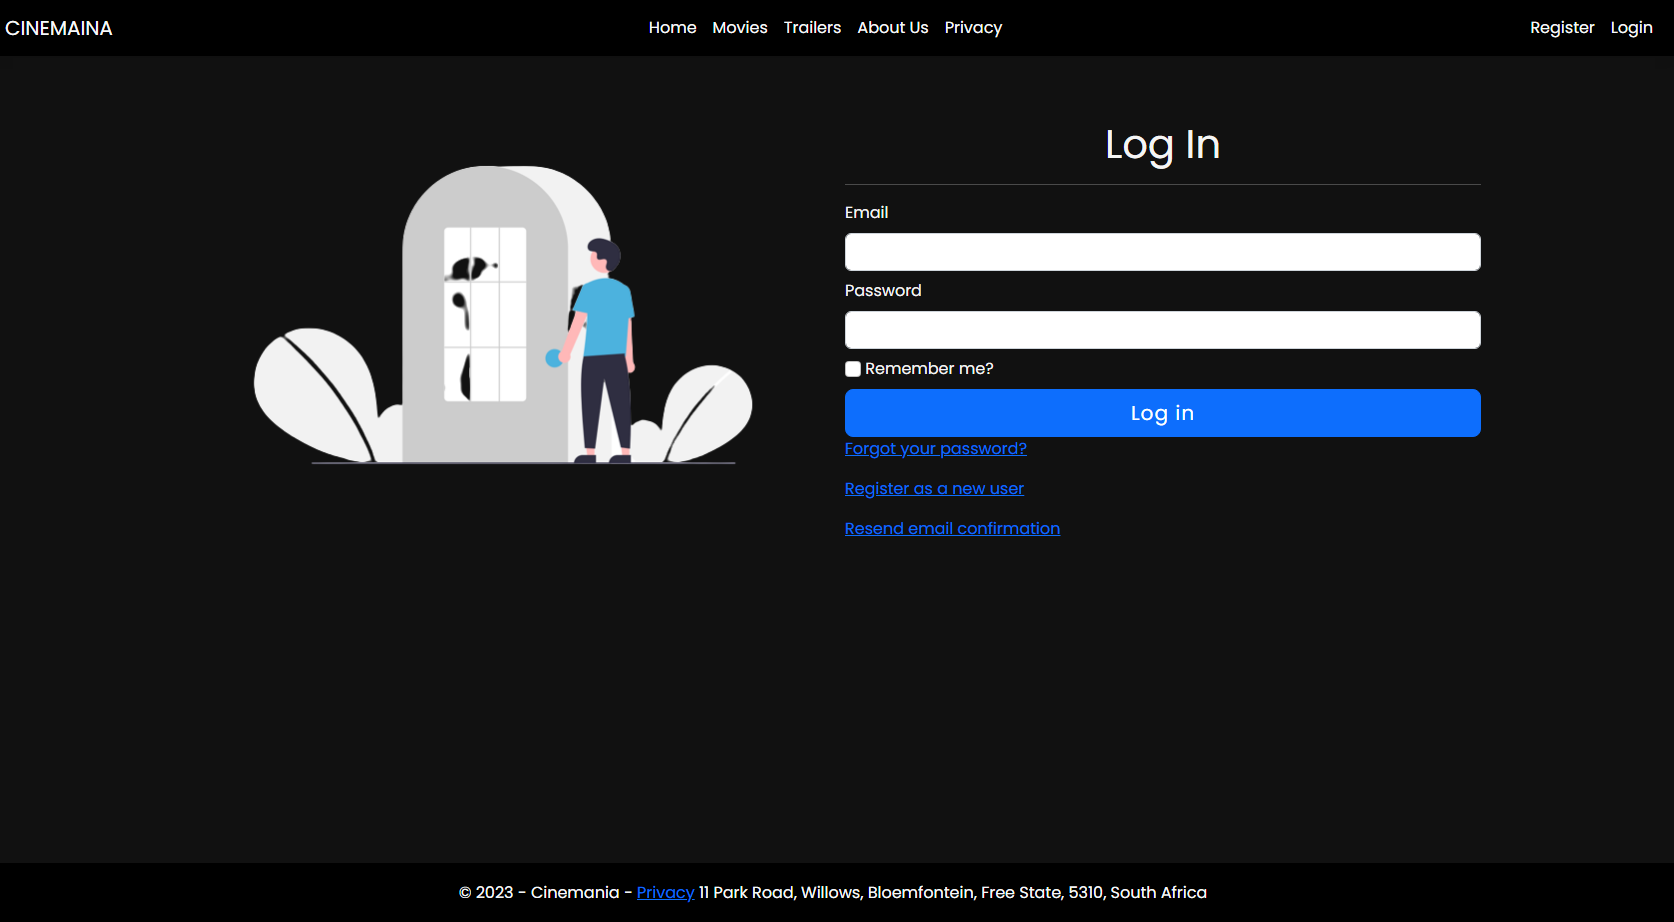 CINEMAINA Home Movies Trailers About Us Privacy Register Login
Log In
Email
Password
Remember me?
Log in
Forgot your password?
Register as a new user
Resend email confirmation
© 2023 - Cinemania - Privacy 11 Park Road, Willows, Bloemfontein, Free State, 5310, South Africa